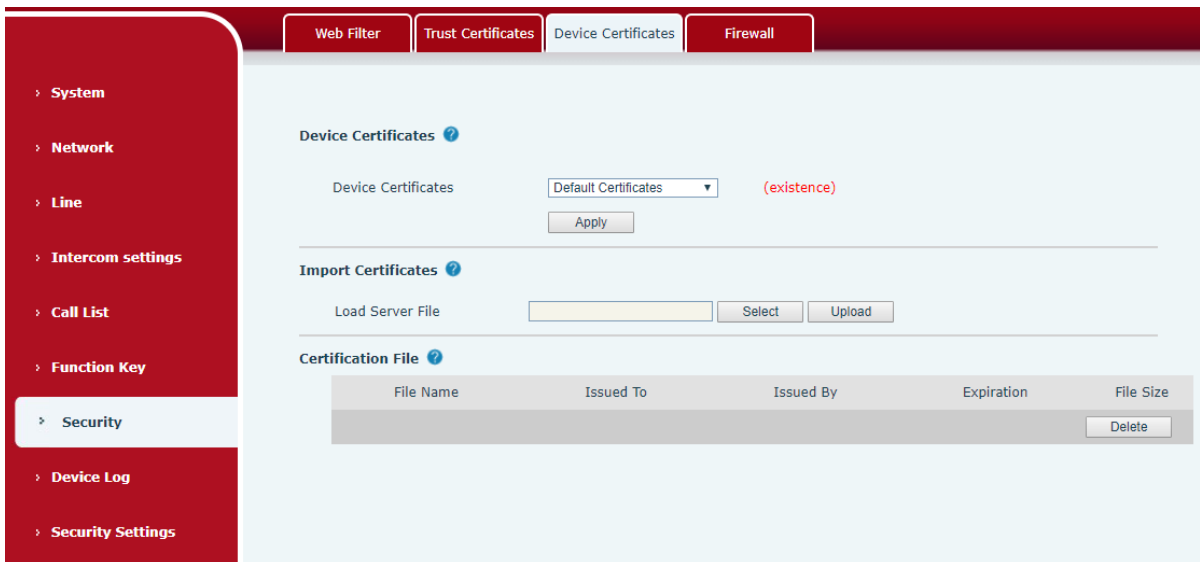 Web Filter Trust Certificates Device Certificates Firewall
System
Network
Line
Intercom settings
Call List
Function Key
Security
Device Log
Security Settings
Device Certificates
Device Certificates Default Certificates (existence)
Apply
Import Certificates
Load Server File Select Upload
Certification File
File Name Issued To Issued By Expiration File Size
Delete